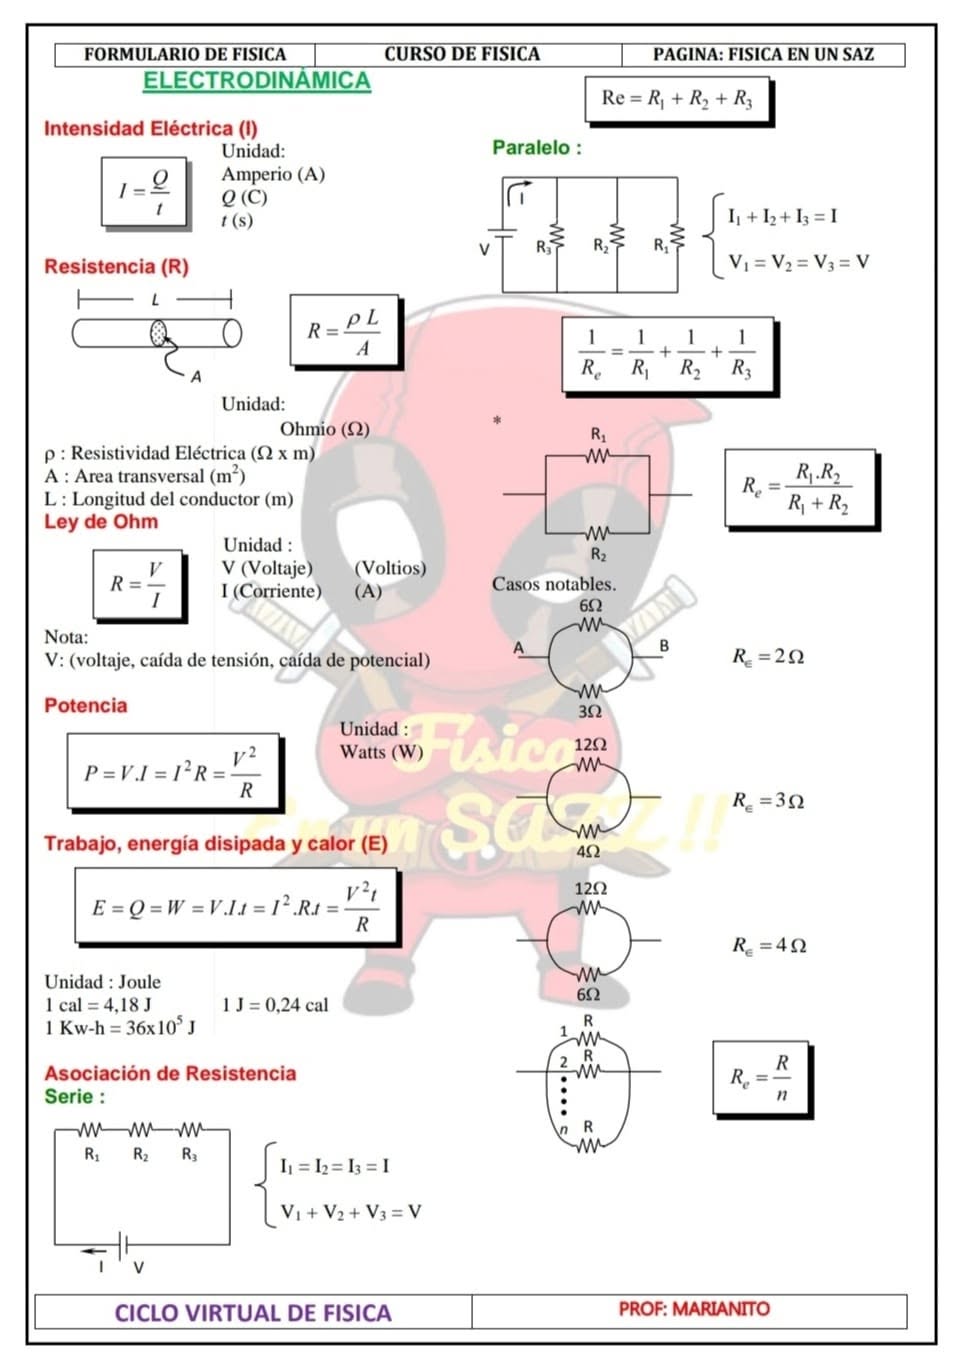 FORMULARIO DE FISICA CURSO DE FISICA PAGINA: FISICA EN UN SAZ
ELECTRODINÁMICA
Intensidad Eléctrica (I)
I = Q/t
Unidad:
Amperio (A)
Q (C)
t (s)
Resistencia (R)
L
A
R = ρ L / A
Unidad:
Ohmio (Ω)
ρ : Resistividad Eléctrica (Ω x m)
A : Area transversal (m²)
L : Longitud del conductor (m)
Ley de Ohm
R = V/I
Unidad :
V (Voltaje) (Voltios)
I (Corriente) (A)
Nota:
V: (voltaje, caída de tensión, caída de potencial)
Potencia
Unidad :
Watts (W)
P = V.I = I²R = V²/R
Trabajo, energía disipada y calor (E)
E = Q = W = V.I.t = I².R.t = V²t/R
Unidad : Joule
1 cal = 4,18 J 1 J = 0,24 cal
1 Kw-h = 36x10⁵ J
Asociación de Resistencia
Serie :
R₁ R₂ R₃
I V
I₁ = I₂ = I₃ = I
V₁ + V₂ + V₃ = V
Re = R₁ + R₂ + R₃
Paralelo :
I
V R₃ R₂ R₁
I₁ + I₂ + I₃ = I
V₁ = V₂ = V₃ = V
1/Rₑ = 1/R₁ + 1/R₂ + 1/R₃
*
R₁
R₂
Rₑ = R₁.R₂ / R₁ + R₂
Casos notables.
6Ω
A B
3Ω
R∈ = 2Ω
12Ω
4Ω
R∈ = 3Ω
12Ω
6Ω
R∈ = 4Ω
1 R
2 R
n R
Rₑ = R/n
Física
En un SAZZ !!
CICLO VIRTUAL DE FISICA PROF: MARIANITO